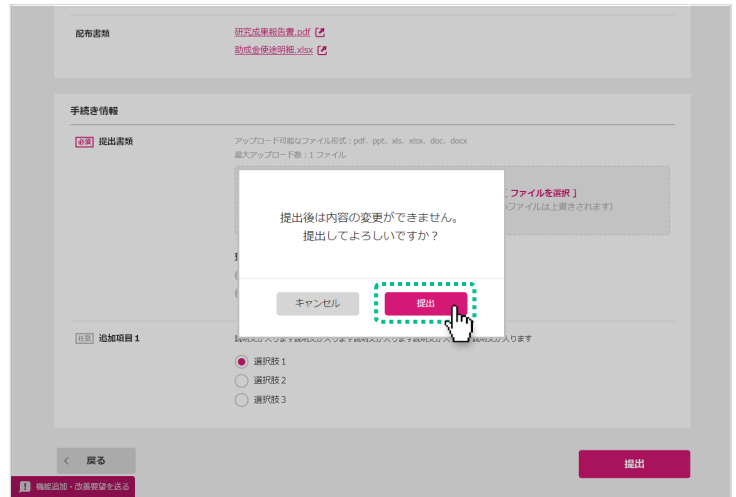 配布書類
研究成果報告書.pdf
助成金使途明細.xlsx
手続き情報
必須 提出書類
アップロード可能なファイル形式：pdf、ppt、xls、xlsx、doc、docx
最大アップロード数：1 ファイル
ファイルを選択 ]
ファイルは上書きされます）
提出後は内容の変更ができません。
提出してよろしいですか？
キャンセル
提出
任意 追加項目1
選択肢1
選択肢2
選択肢3
< 戻る
提出
機能追加・改善要望を送る